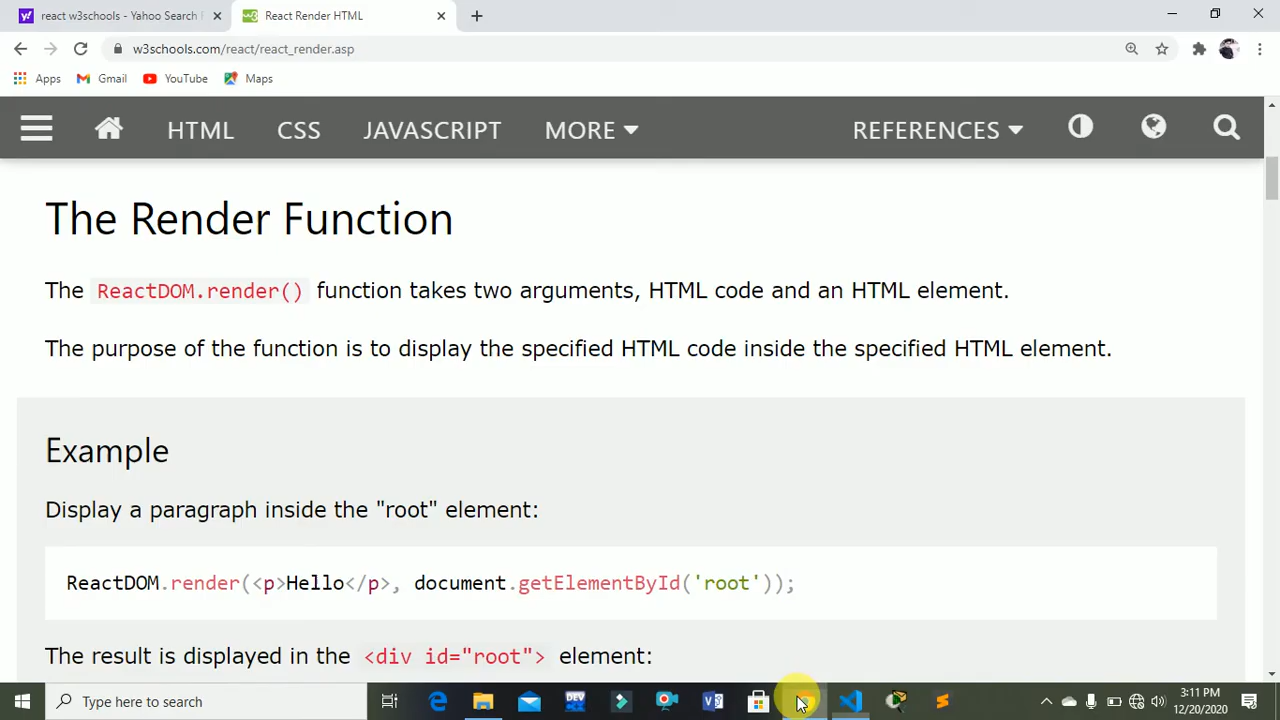 react w3schools - Yahoo Search
React Render HTML
w3schools.com/react/react_render.asp
Apps
Gmail
YouTube
Maps
HTML
CSS
JAVASCRIPT
MORE
REFERENCES
The Render Function
The ReactDOM.render() function takes two arguments, HTML code and an HTML element.
The purpose of the function is to display the specified HTML code inside the specified HTML element.
Example
Display a paragraph inside the "root" element:
ReactDOM.render(<p>Hello</p>, document.getElementById('root'));
The result is displayed in the <div id="root"> element:
Type here to search
DEV
3:11 PM
12/20/2020